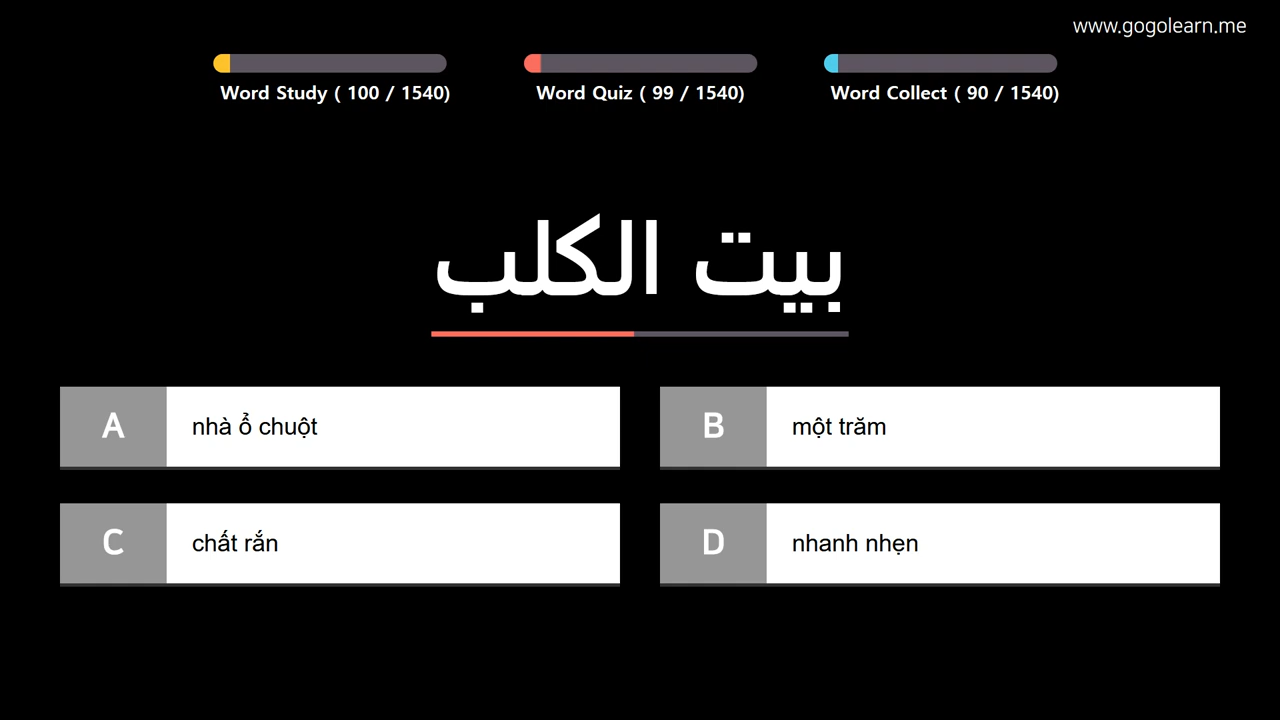 www.gogolearn.me
Word Study ( 100 / 1540)
Word Quiz ( 99 / 1540)
Word Collect ( 90 / 1540)
بيت الكلب
A nhà ổ chuột
B một trăm
C chất rắn
D nhanh nhẹn